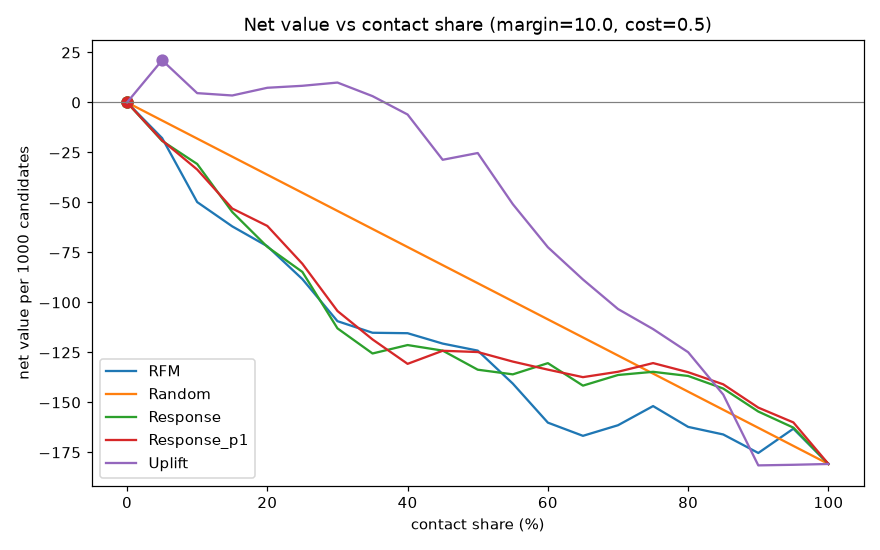 Net value vs contact share (margin=10.0, cost=0.5)
net value per 1000 candidates
25
0
−25
−50
−75
−100
−125
−150
−175
RFM
Random
Response
Response_p1
Uplift
0
20
40
60
80
100
contact share (%)